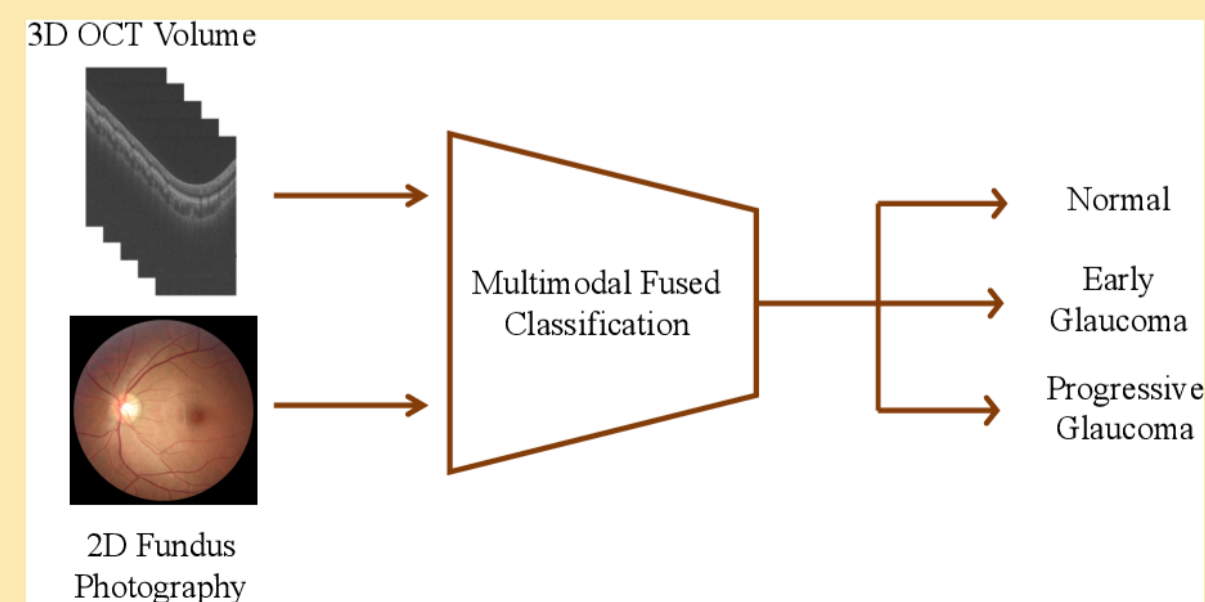 3D OCT Volume
Multimodal Fused
Classification
Normal
Early
Glaucoma
Progressive
Glaucoma
2D Fundus
Photography